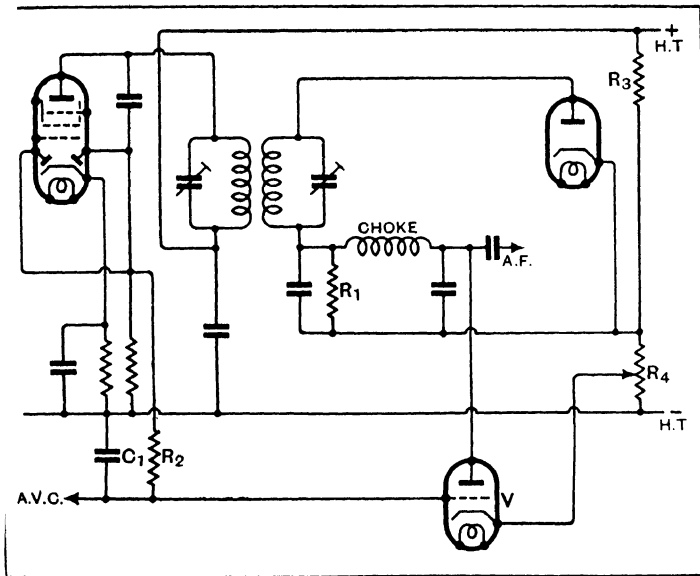 +
H.T
R3
CHOKE
A.F.
R1
R4
− H.T
C1 R2
A.V.C.
V